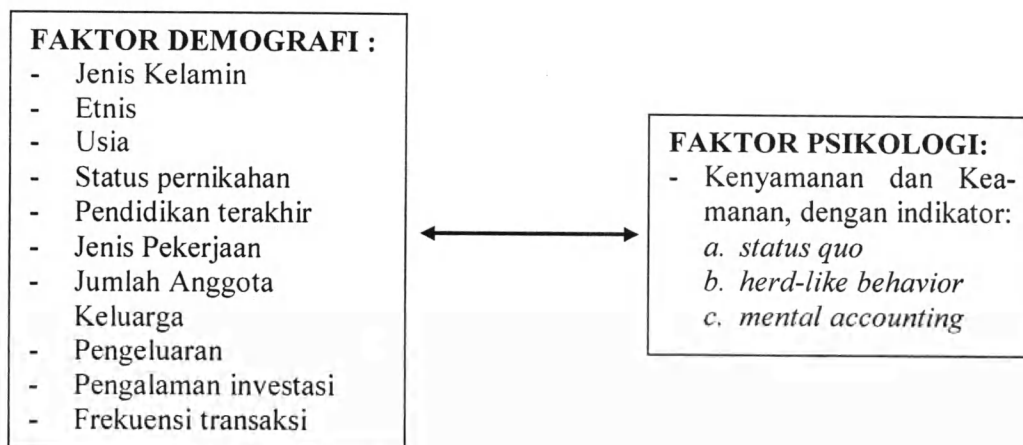 FAKTOR DEMOGRAFI :
- Jenis Kelamin
- Etnis
- Usia
- Status pernikahan
- Pendidikan terakhir
- Jenis Pekerjaan
- Jumlah Anggota
Keluarga
- Pengeluaran
- Pengalaman investasi
- Frekuensi transaksi
FAKTOR PSIKOLOGI:
- Kenyamanan dan Kea-
manan, dengan indikator:
a. status quo
b. herd-like behavior
c. mental accounting